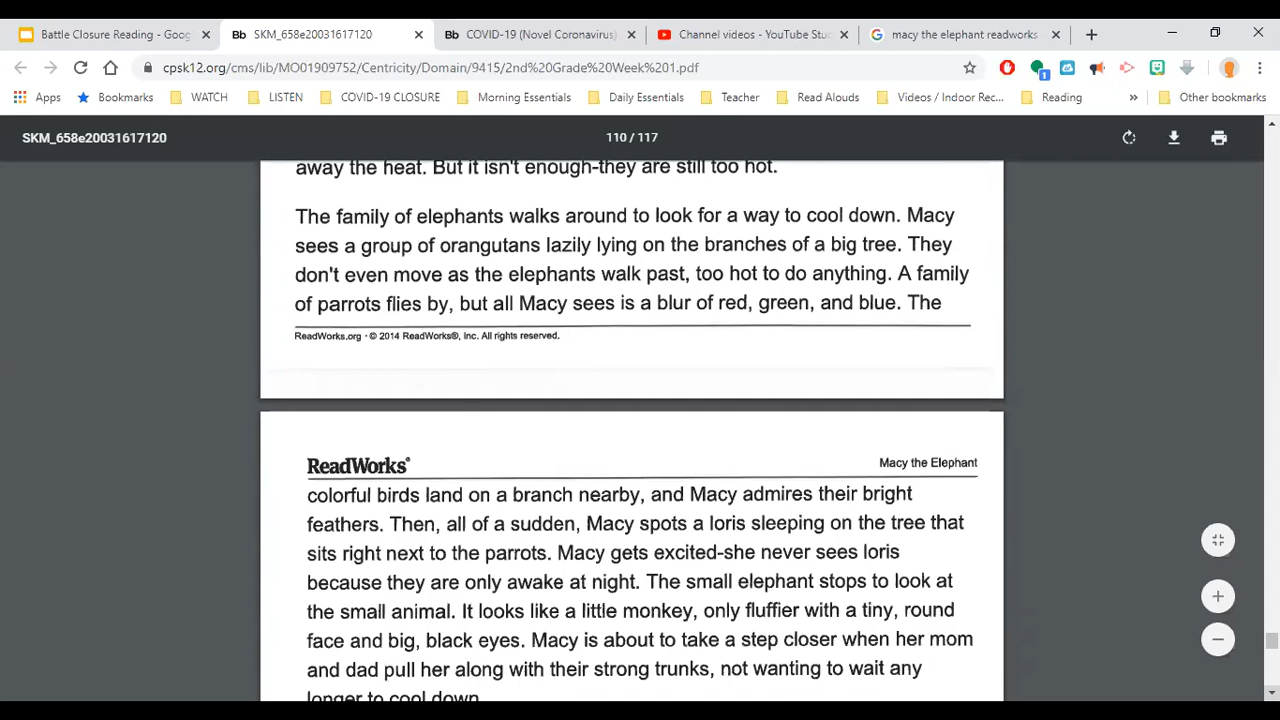 Battle Closure Reading - Goog
Bb SKM_658e20031617120
Bb COVID-19 (Novel Coronavirus)
Channel videos - YouTube Stu
macy the elephant readworks
cpsk12.org/cms/lib/MO01909752/Centricity/Domain/9415/2nd%20Grade%20Week%201.pdf
Apps Bookmarks WATCH LISTEN COVID-19 CLOSURE Morning Essentials Daily Essentials Teacher Read Alouds Videos / Indoor Rec... Reading » Other bookmarks
SKM_658e20031617120 110 / 117
away the heat. But it isn't enough-they are still too hot.
The family of elephants walks around to look for a way to cool down. Macy
sees a group of orangutans lazily lying on the branches of a big tree. They
don't even move as the elephants walk past, too hot to do anything. A family
of parrots flies by, but all Macy sees is a blur of red, green, and blue. The
ReadWorks.org · © 2014 ReadWorks®, Inc. All rights reserved.
ReadWorks® Macy the Elephant
colorful birds land on a branch nearby, and Macy admires their bright
feathers. Then, all of a sudden, Macy spots a loris sleeping on the tree that
sits right next to the parrots. Macy gets excited-she never sees loris
because they are only awake at night. The small elephant stops to look at
the small animal. It looks like a little monkey, only fluffier with a tiny, round
face and big, black eyes. Macy is about to take a step closer when her mom
and dad pull her along with their strong trunks, not wanting to wait any
longer to cool down.